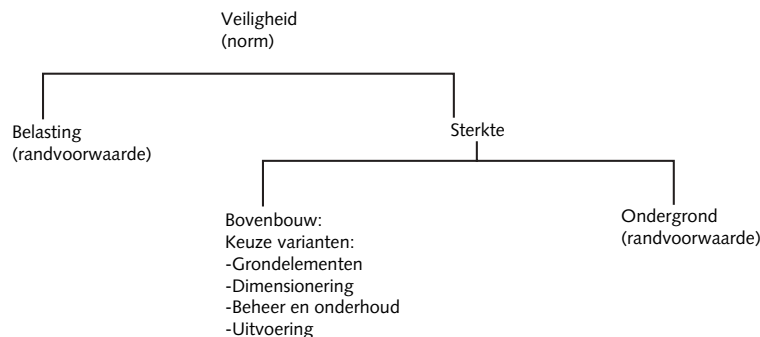 Veiligheid
(norm)
Belasting
(randvoorwaarde)
Sterkte
Bovenbouw:
Keuze varianten:
-Grondelementen
-Dimensionering
-Beheer en onderhoud
-Uitvoering
Ondergrond
(randvoorwaarde)